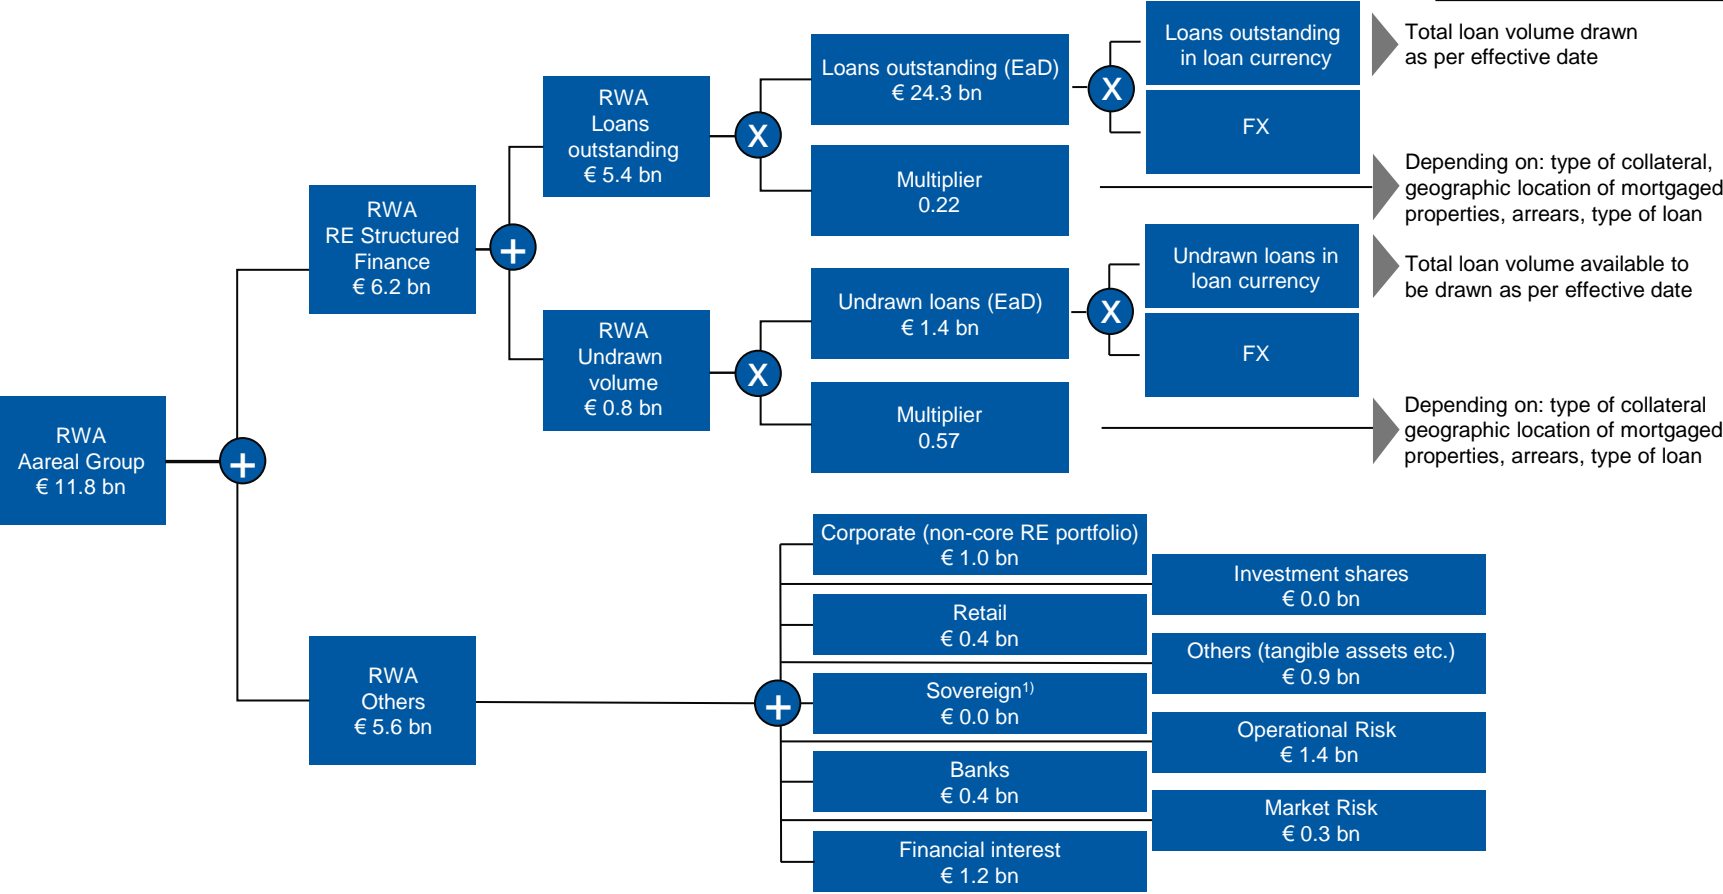 RWA
Aareal Group
€ 11.8 bn
+
RWA
RE Structured
Finance
€ 6.2 bn
+
RWA
Loans
outstanding
€ 5.4 bn
X
Loans outstanding (EaD)
€ 24.3 bn
X
Loans outstanding
in loan currency
Total loan volume drawn
as per effective date
FX
Multiplier
0.22
Depending on: type of collateral,
geographic location of mortgaged
properties, arrears, type of loan
RWA
Undrawn
volume
€ 0.8 bn
X
Undrawn loans (EaD)
€ 1.4 bn
X
Undrawn loans in
loan currency
Total loan volume available to
be drawn as per effective date
FX
Multiplier
0.57
Depending on: type of collateral
geographic location of mortgaged
properties, arrears, type of loan
RWA
Others
€ 5.6 bn
+
Corporate (non-core RE portfolio)
€ 1.0 bn
Investment shares
€ 0.0 bn
Retail
€ 0.4 bn
Others (tangible assets etc.)
€ 0.9 bn
Sovereign1)
€ 0.0 bn
Operational Risk
€ 1.4 bn
Banks
€ 0.4 bn
Market Risk
€ 0.3 bn
Financial interest
€ 1.2 bn